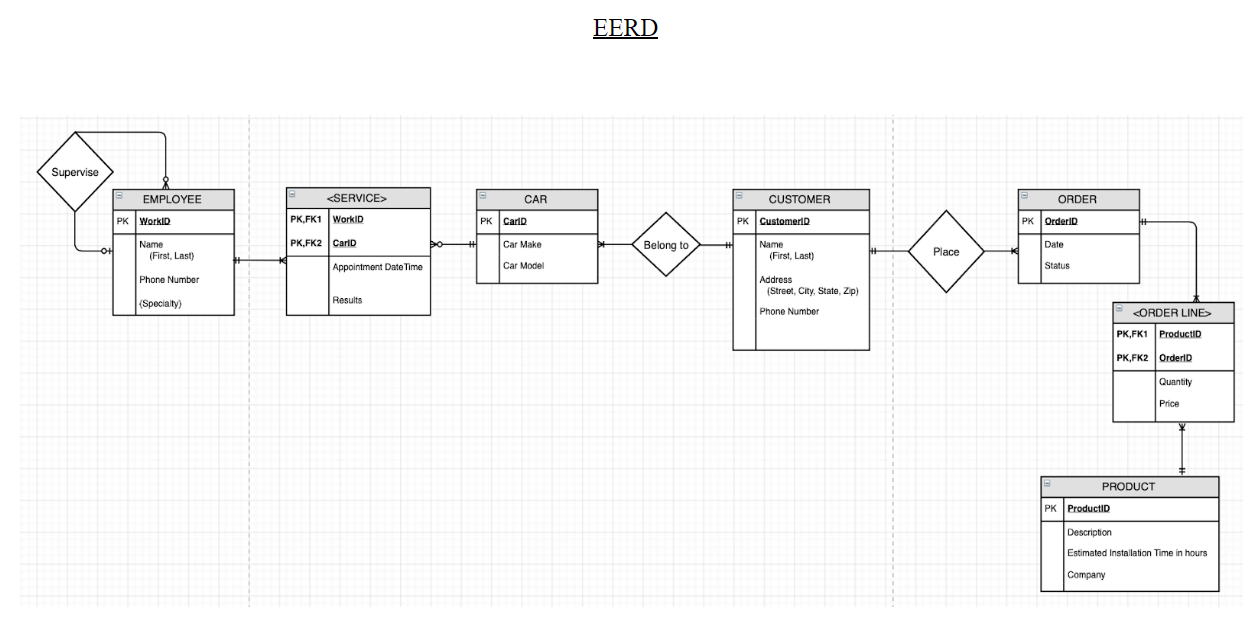 EERD
Supervise
EMPLOYEE
PK WorkID
Name
(First, Last)
Phone Number
(Specialty)
<SERVICE>
PK,FK1 WorkID
PK,FK2 CarID
Appointment DateTime
Results
CAR
PK CarID
Car Make
Car Model
Belong to
CUSTOMER
PK CustomerID
Name
(First, Last)
Address
(Street, City, State, Zip)
Phone Number
Place
ORDER
PK OrderID
Date
Status
<ORDER LINE>
PK,FK1 ProductID
PK,FK2 OrderID
Quantity
Price
PRODUCT
PK ProductID
Description
Estimated Installation Time in hours
Company